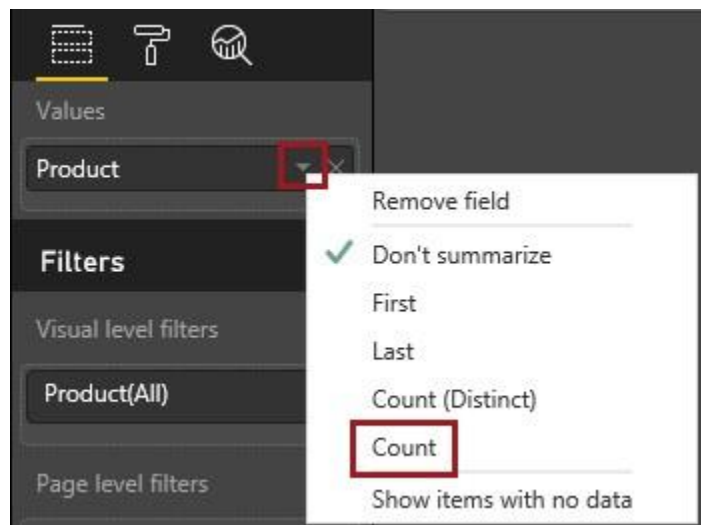 Values
Product
Remove field
Filters
Don't summarize
First
Visual level filters
Last
Product(All)
Count (Distinct)
Count
Page level filters
Show items with no data